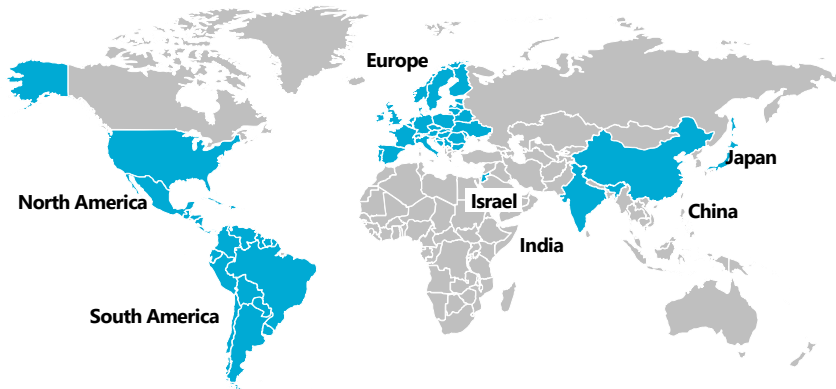 Europe
Japan
North America
Israel
China
India
South America